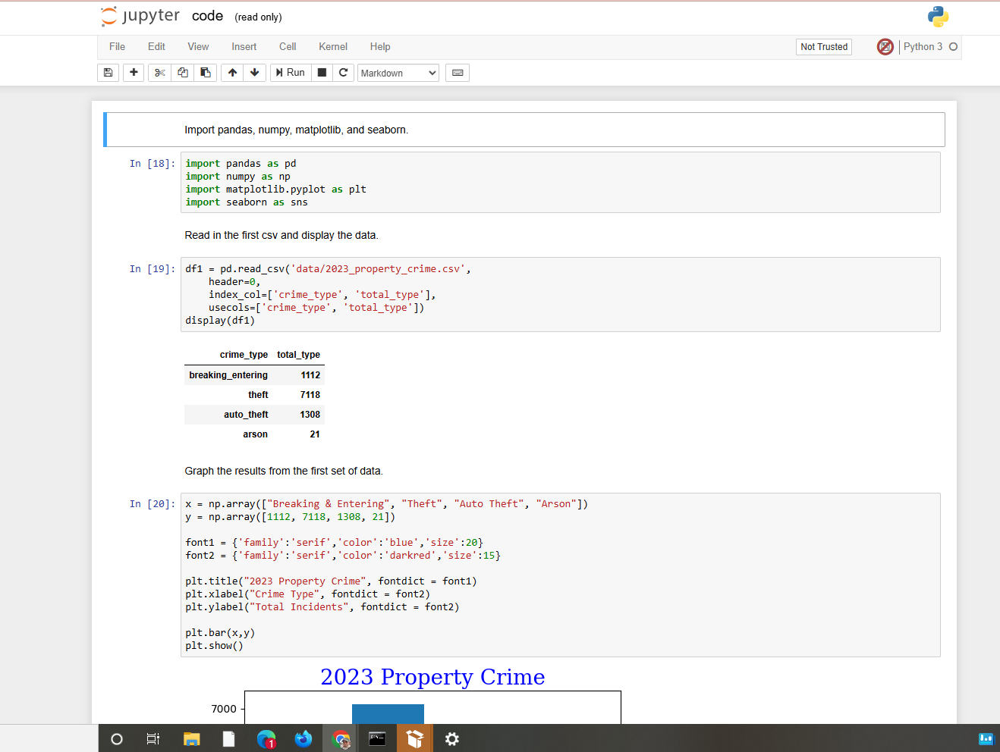 jupyter code (read only)
File Edit View Insert Cell Kernel Help Not Trusted Python 3
Run Markdown
Import pandas, numpy, matplotlib, and seaborn.
In [18]: import pandas as pd
import numpy as np
import matplotlib.pyplot as plt
import seaborn as sns
Read in the first csv and display the data.
In [19]: df1 = pd.read_csv('data/2023_property_crime.csv',
header=0,
index_col=['crime_type', 'total_type'],
usecols=['crime_type', 'total_type'])
display(df1)
crime_type total_type
breaking_entering 1112
theft 7118
auto_theft 1308
arson 21
Graph the results from the first set of data.
In [20]: x = np.array(["Breaking & Entering", "Theft", "Auto Theft", "Arson"])
y = np.array([1112, 7118, 1308, 21])
font1 = {'family':'serif','color':'blue','size':20}
font2 = {'family':'serif','color':'darkred','size':15}
plt.title("2023 Property Crime", fontdict = font1)
plt.xlabel("Crime Type", fontdict = font2)
plt.ylabel("Total Incidents", fontdict = font2)
plt.bar(x,y)
plt.show()
2023 Property Crime
7000
1